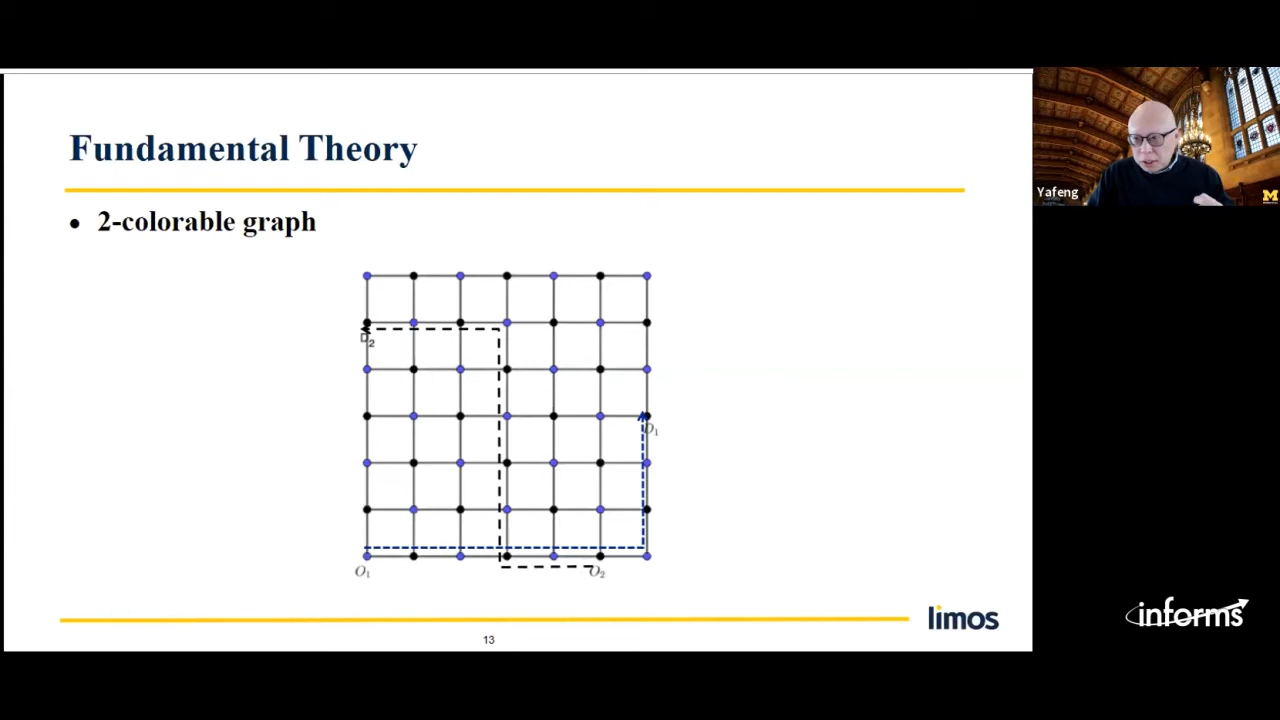 Fundamental Theory
• 2-colorable graph
D2
D1
O1
O2
limos
13
Yafeng
M
informs